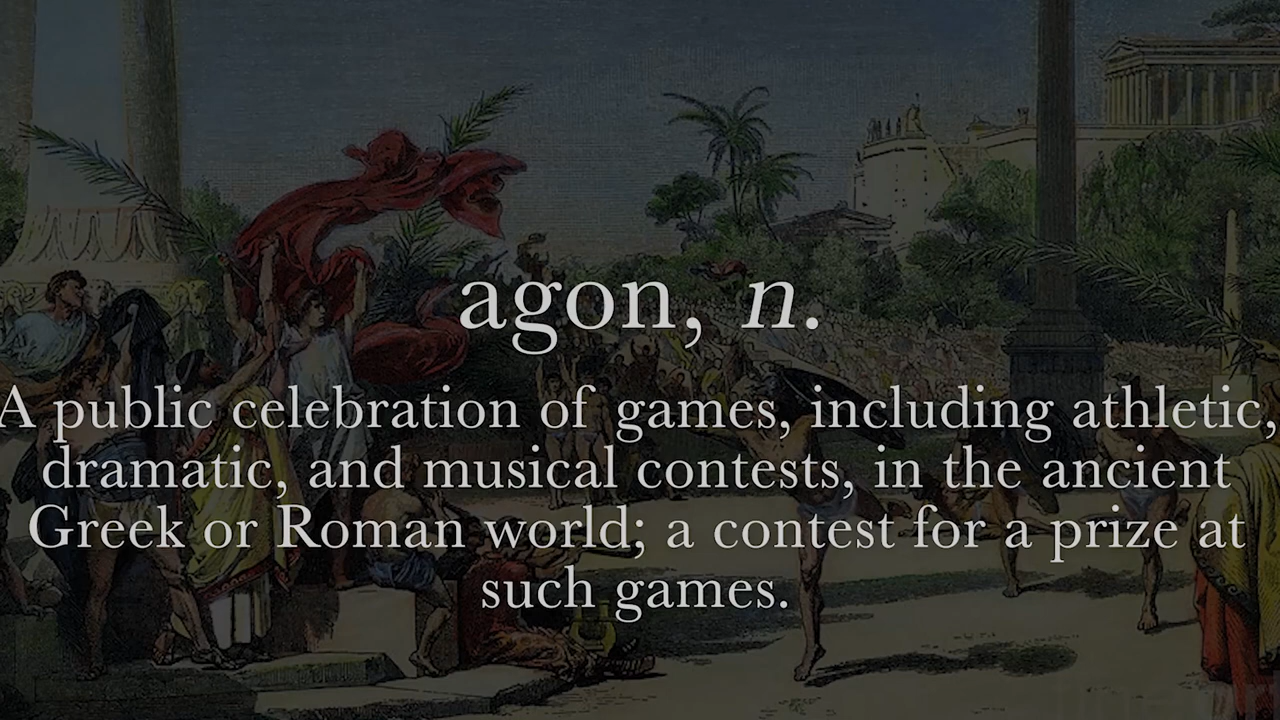 agon, n.
A public celebration of games, including athletic,
dramatic, and musical contests, in the ancient
Greek or Roman world; a contest for a prize at
such games.